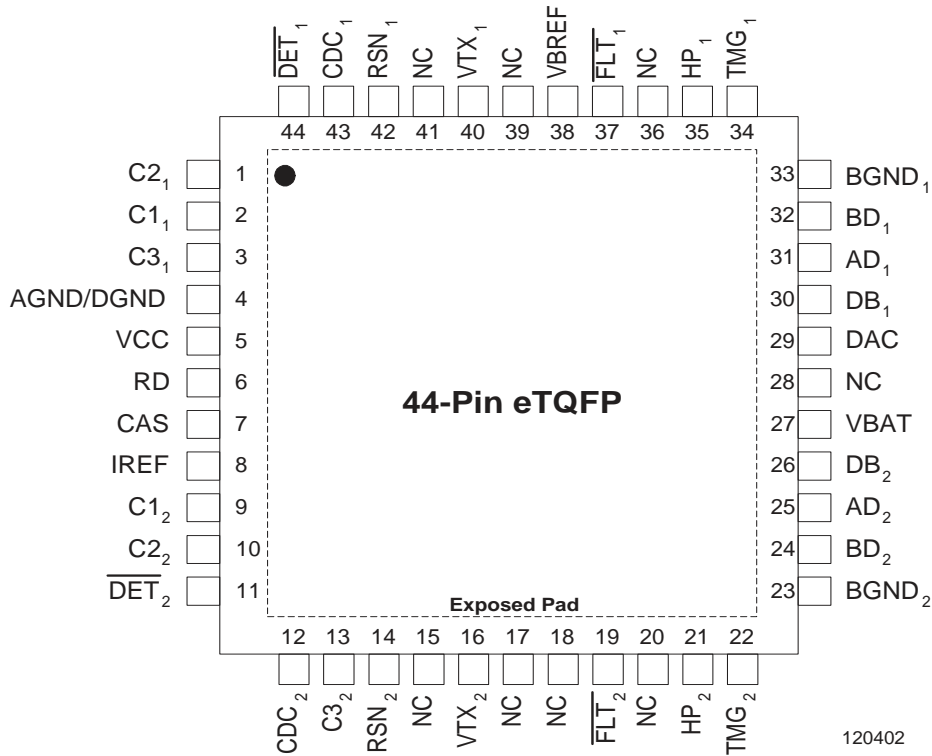 DET₁ CDC₁ RSN₁ NC VTX₁ NC VBREF FLT₁ NC HP₁ TMG₁
44 43 42 41 40 39 38 37 36 35 34
C2₁ 1 33 BGND₁
C1₁ 2 32 BD₁
C3₁ 3 31 AD₁
AGND/DGND 4 30 DB₁
VCC 5 29 DAC
RD 6 28 NC
44-Pin eTQFP
CAS 7 27 VBAT
IREF 8 26 DB₂
C1₂ 9 25 AD₂
C2₂ 10 24 BD₂
DET₂ 11 23 BGND₂
Exposed Pad
12 13 14 15 16 17 18 19 20 21 22
CDC₂ C3₂ RSN₂ NC VTX₂ NC NC FLT₂ NC HP₂ TMG₂
120402